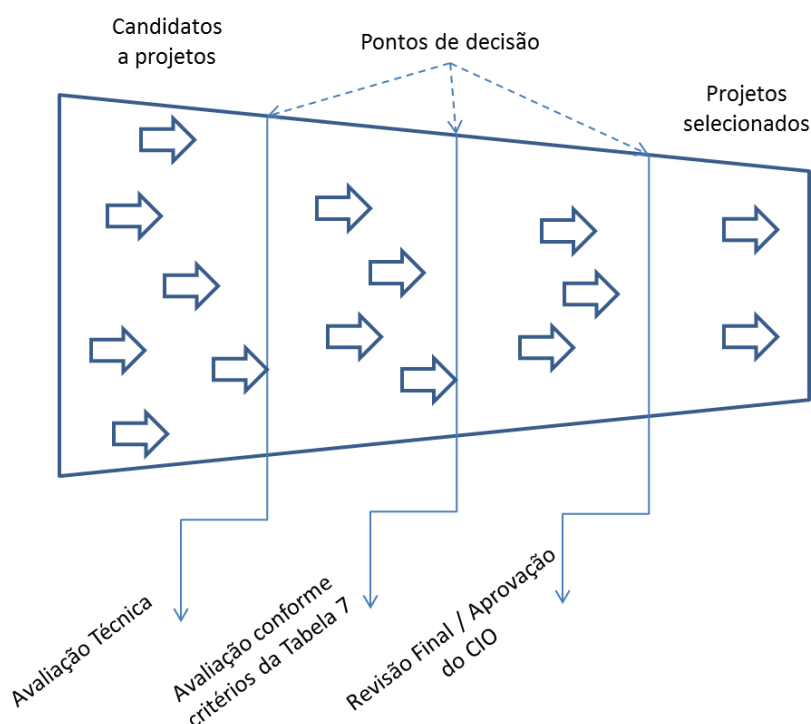 Candidatos
a projetos
Pontos de decisão
Projetos
selecionados
Avaliação Técnica
Avaliação conforme
critérios da Tabela 7
Revisão Final / Aprovação
do CIO